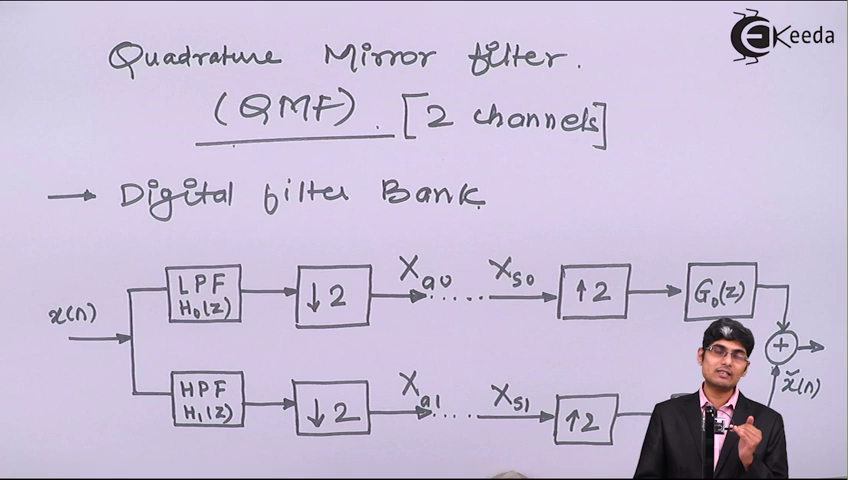 Keeda
Quadrature Mirror filter.
(QMF). [2 channels]
→ Digital filter Bank
x(n)
LPF
H₀(z)
↓2
Xa0
Xs0
↑2
G₀(z)
+
x̌(n)
HPF
H₁(z)
↓2
Xa1
Xs1
↑2